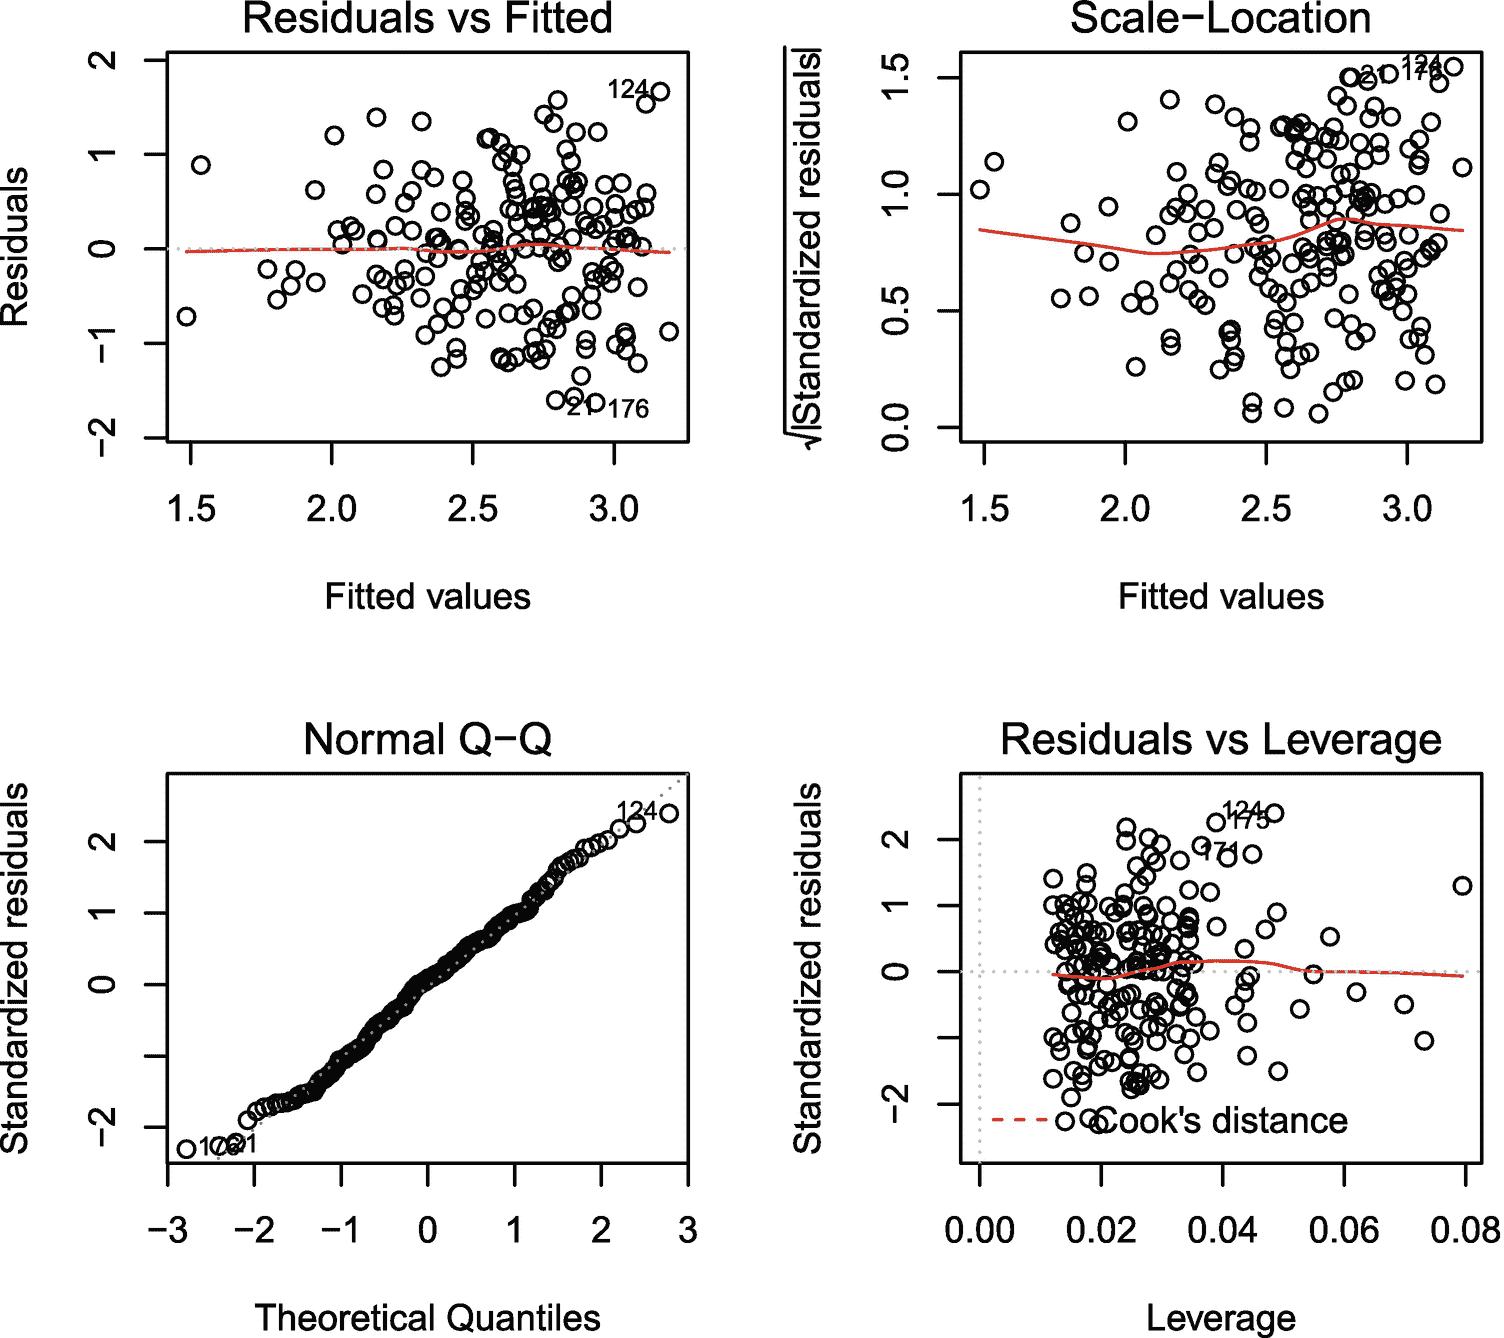 Residuals vs Fitted
Residuals
2
1
0
−1
−2
124
21
176
1.5 2.0 2.5 3.0
Fitted values
Scale−Location
√|Standardized residuals|
1.5
1.0
0.5
0.0
124
21
176
1.5 2.0 2.5 3.0
Fitted values
Normal Q−Q
Standardized residuals
2
1
0
−2
124
176
21
−3 −2 −1 0 1 2 3
Theoretical Quantiles
Residuals vs Leverage
Standardized residuals
2
1
0
−2
124
175
171
Cook's distance
0.00 0.02 0.04 0.06 0.08
Leverage